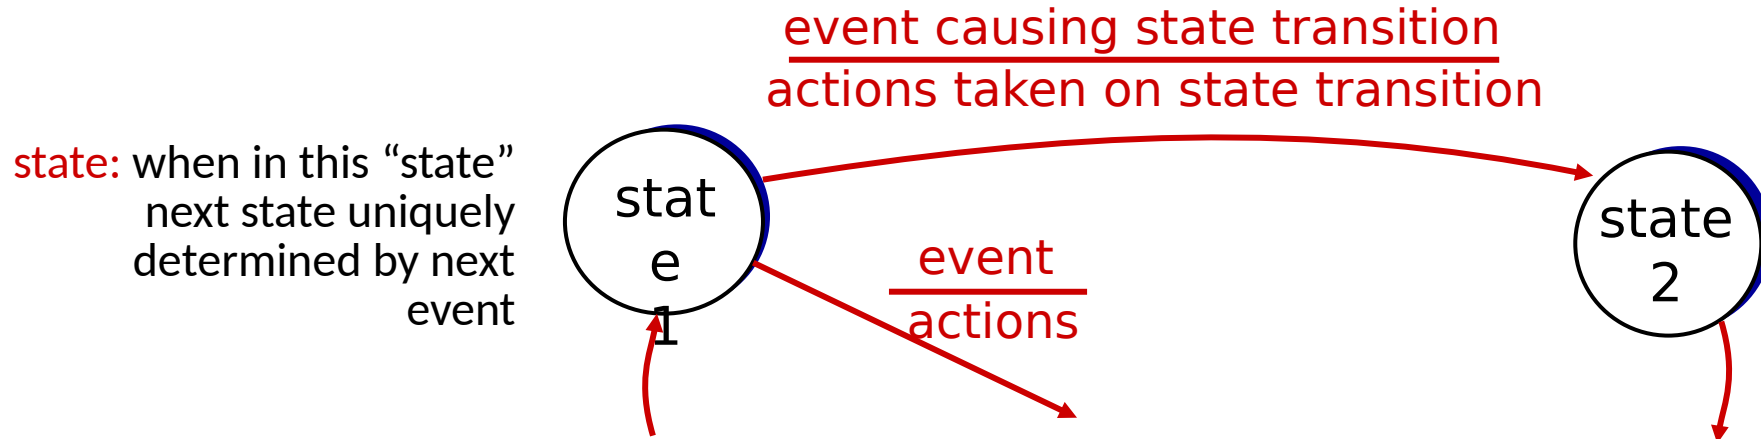 event causing state transition
actions taken on state transition
state: when in this “state”
next state uniquely
determined by next
event
stat
e
1
event
actions
state
2